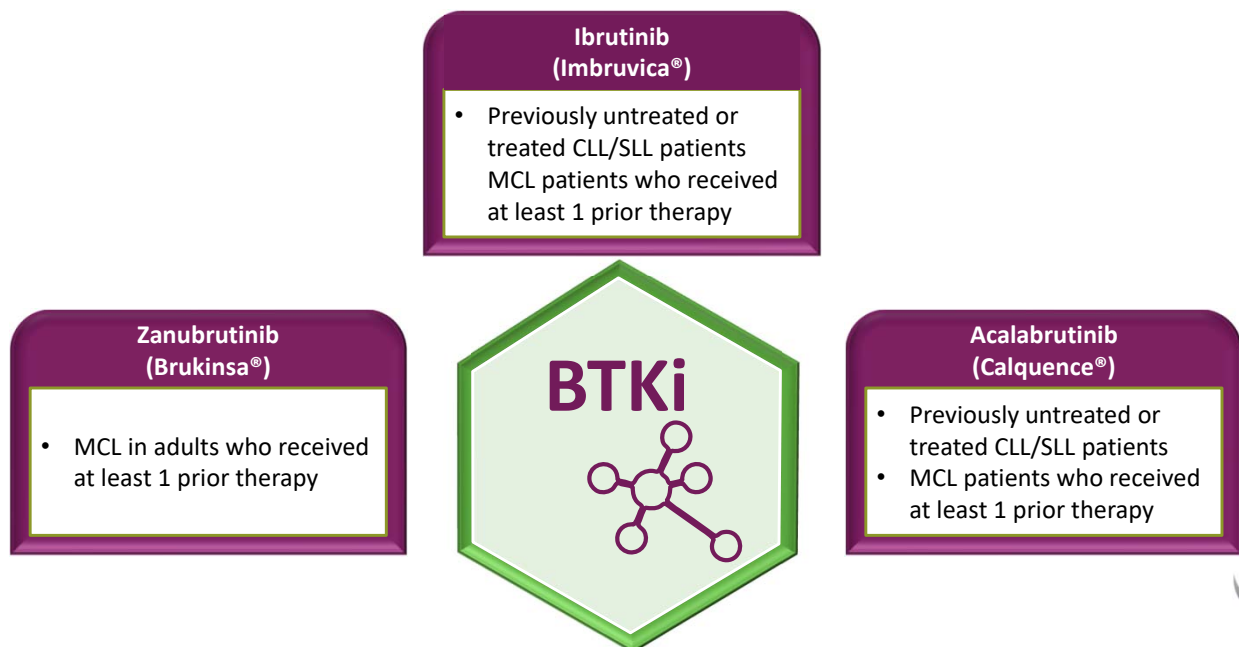 Ibrutinib
(Imbruvica®)
• Previously untreated or
treated CLL/SLL patients
MCL patients who received
at least 1 prior therapy
Zanubrutinib
(Brukinsa®)
• MCL in adults who received
at least 1 prior therapy
BTKi
Acalabrutinib
(Calquence®)
• Previously untreated or
treated CLL/SLL patients
• MCL patients who received
at least 1 prior therapy